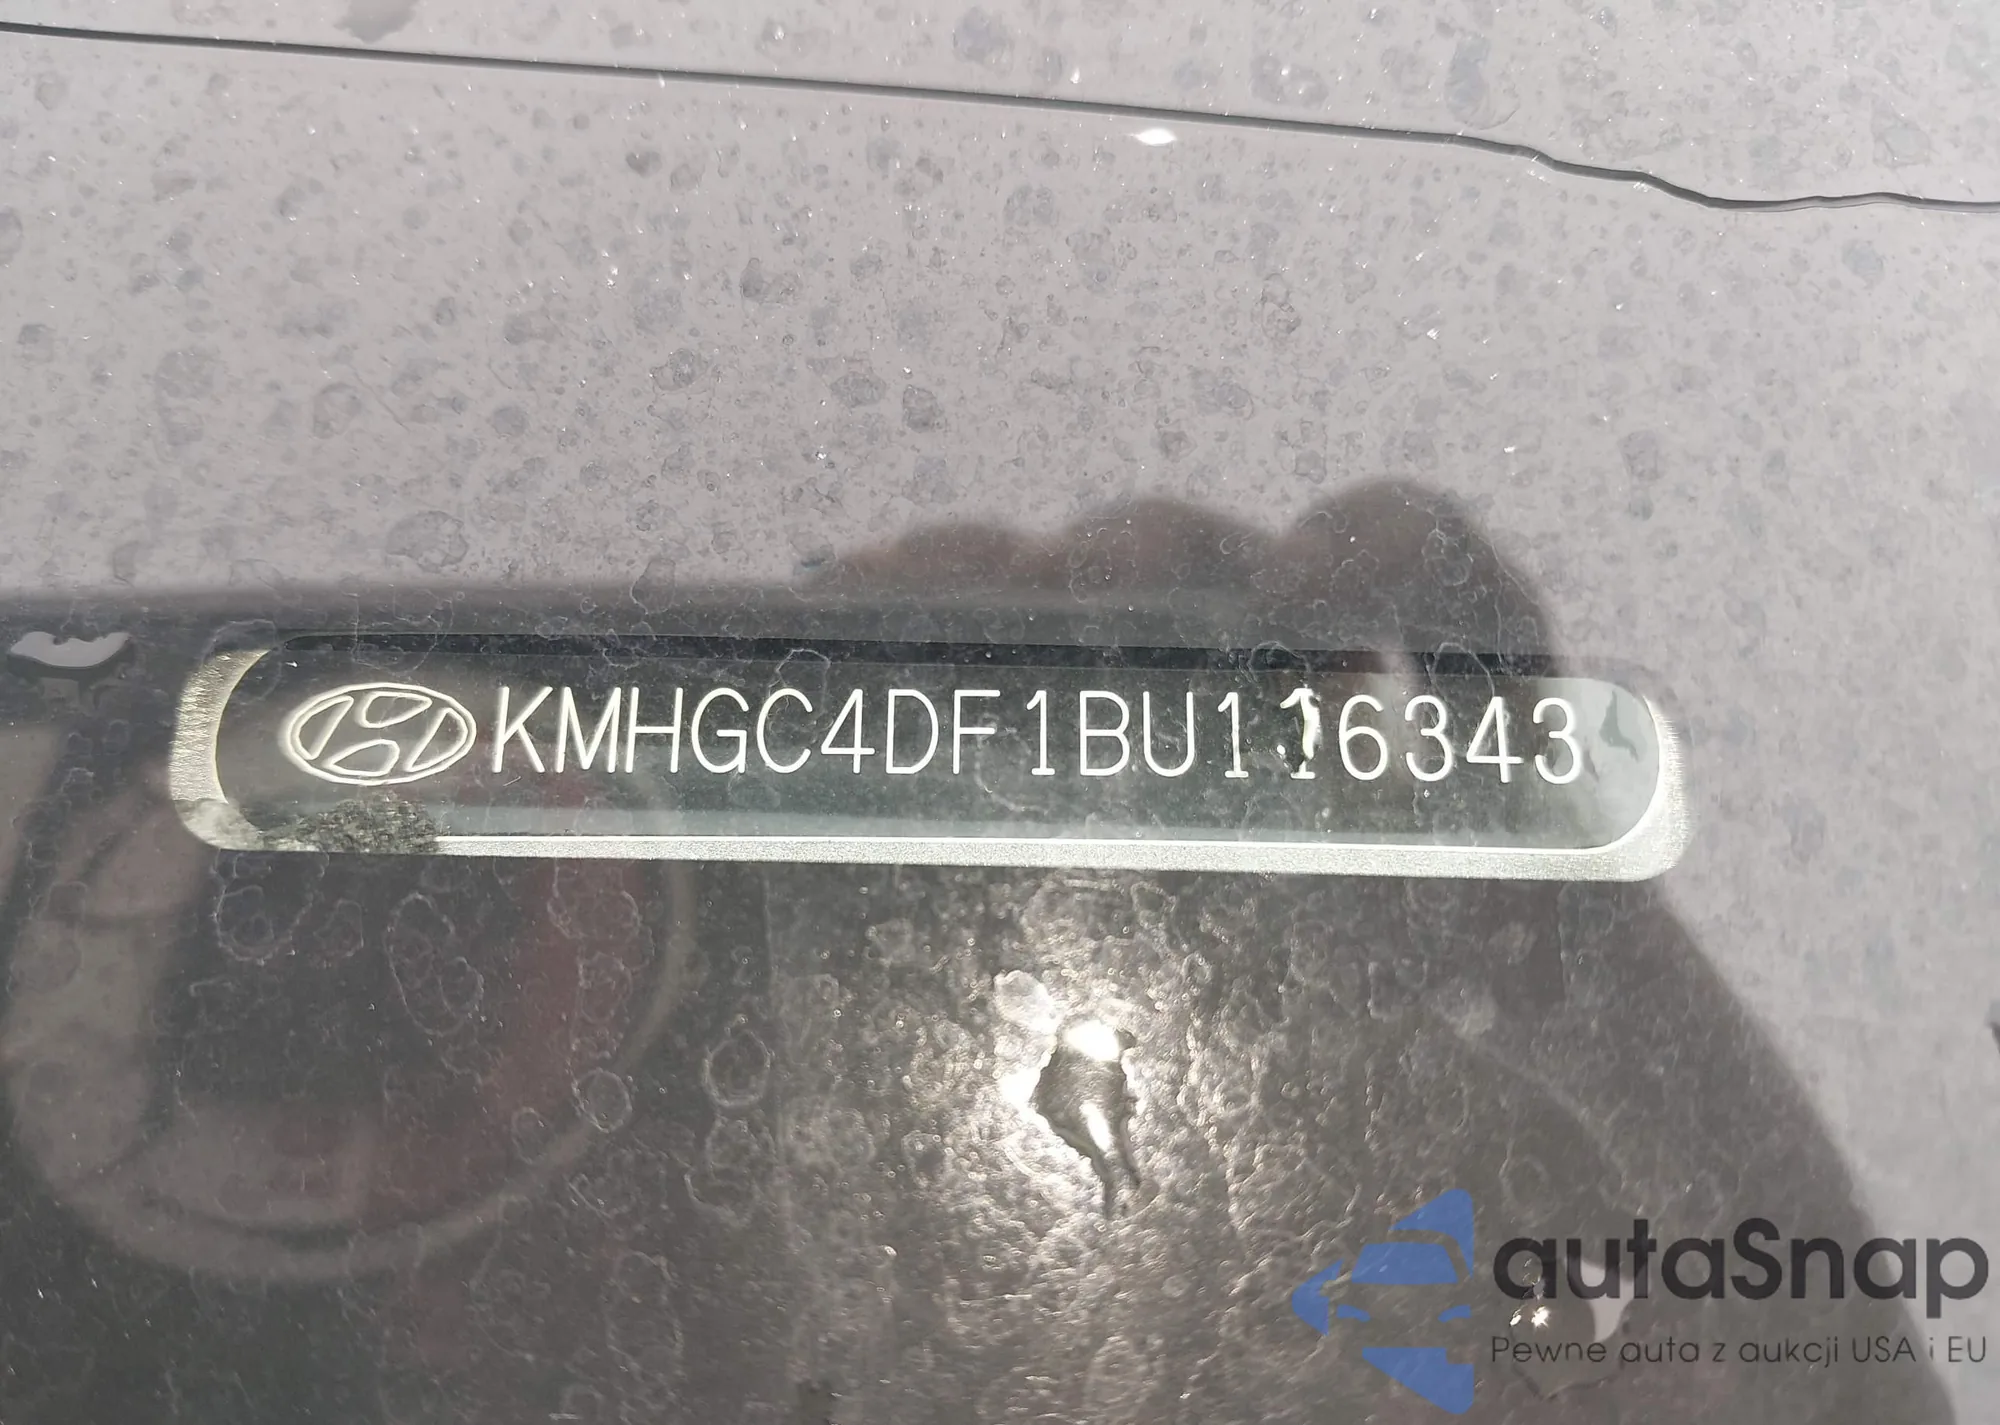 KMHGC4DF1BU116343
autaSnap
Pewne auta z aukcji USA i EU